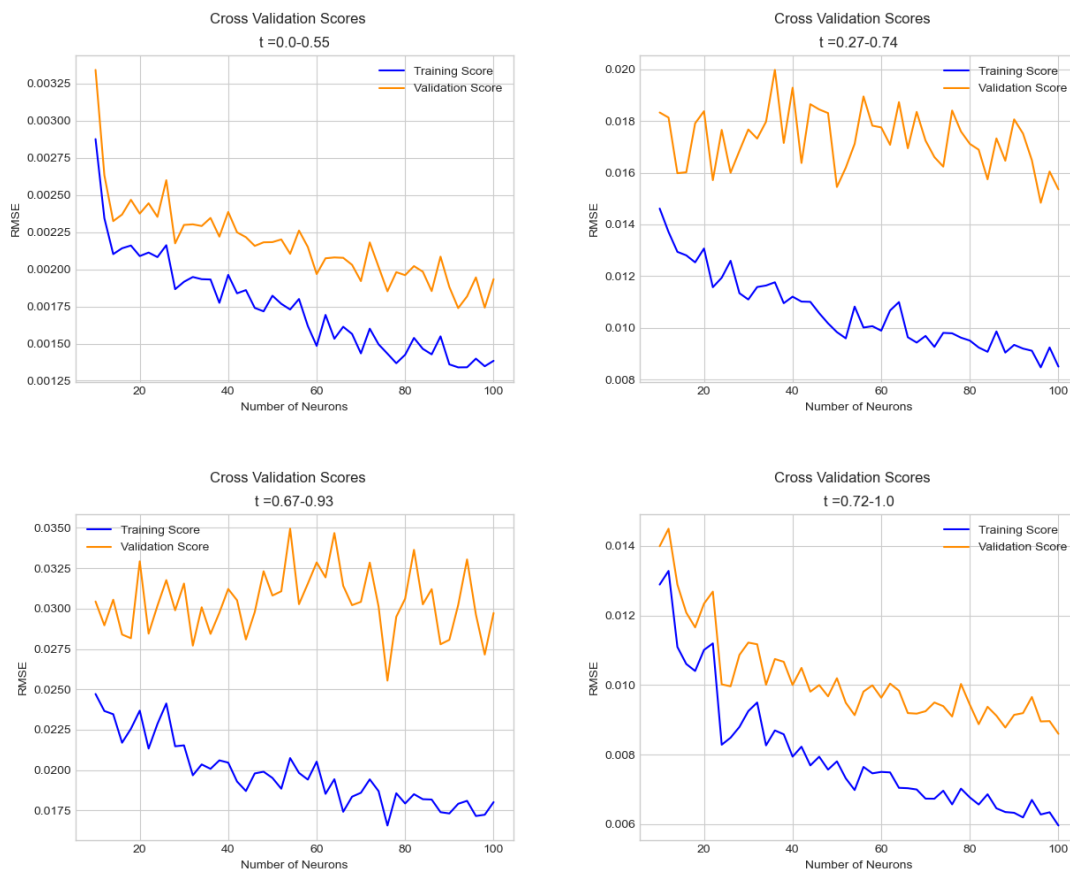 Cross Validation Scores
t =0.0-0.55
RMSE
0.00325
0.00300
0.00275
0.00250
0.00225
0.00200
0.00175
0.00150
0.00125
Training Score
Validation Score
20 40 60 80 100
Number of Neurons
Cross Validation Scores
t =0.27-0.74
RMSE
0.020
0.018
0.016
0.014
0.012
0.010
0.008
Training Score
Validation Score
20 40 60 80 100
Number of Neurons
Cross Validation Scores
t =0.67-0.93
RMSE
0.0350
0.0325
0.0300
0.0275
0.0250
0.0225
0.0200
0.0175
Training Score
Validation Score
20 40 60 80 100
Number of Neurons
Cross Validation Scores
t =0.72-1.0
RMSE
0.014
0.012
0.010
0.008
0.006
Training Score
Validation Score
20 40 60 80 100
Number of Neurons